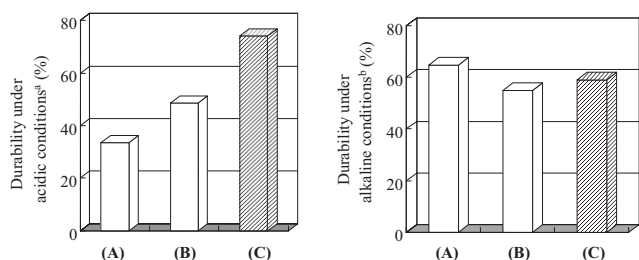 Durability under
acidic conditionsᵃ (%)
80
60
40
20
0
(A) (B) (C)
Durability under
alkaline conditionsᵇ (%)
80
60
40
20
0
(A) (B) (C)